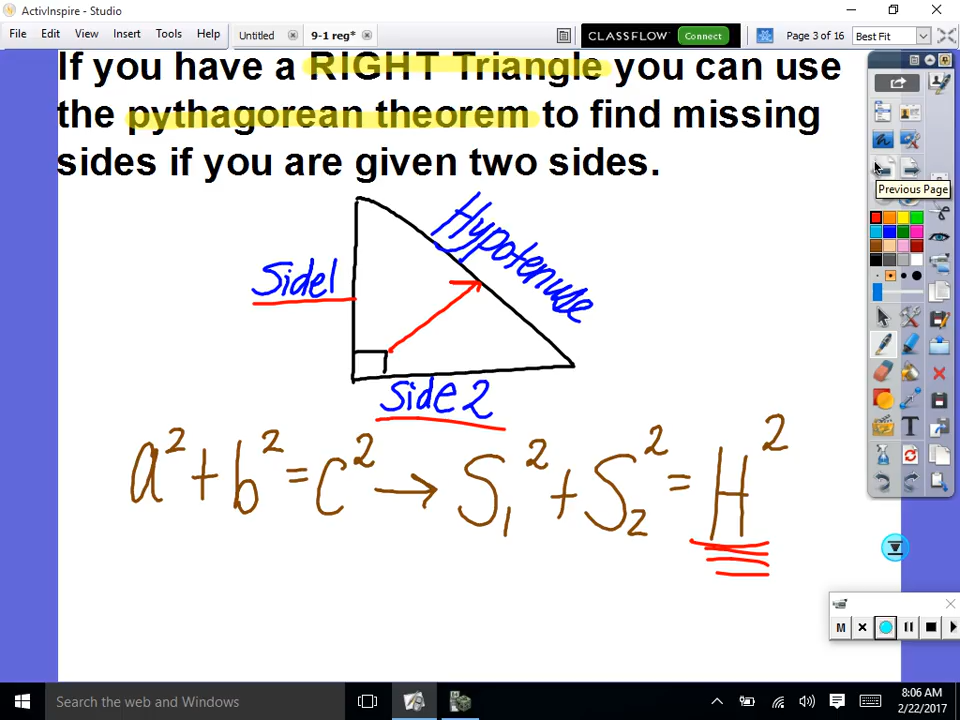 ActivInspire - Studio
File Edit View Insert Tools Help Untitled 9-1 reg* CLASSFLOW Connect Page 3 of 16 Best Fit
If you have a RIGHT Triangle you can use
the pythagorean theorem to find missing
sides if you are given two sides.
Previous Page
Hypotenuse
Side1
Side 2
a² + b² = c² → S₁² + S₂² = H²
T
M
Search the web and Windows
8:06 AM
2/22/2017